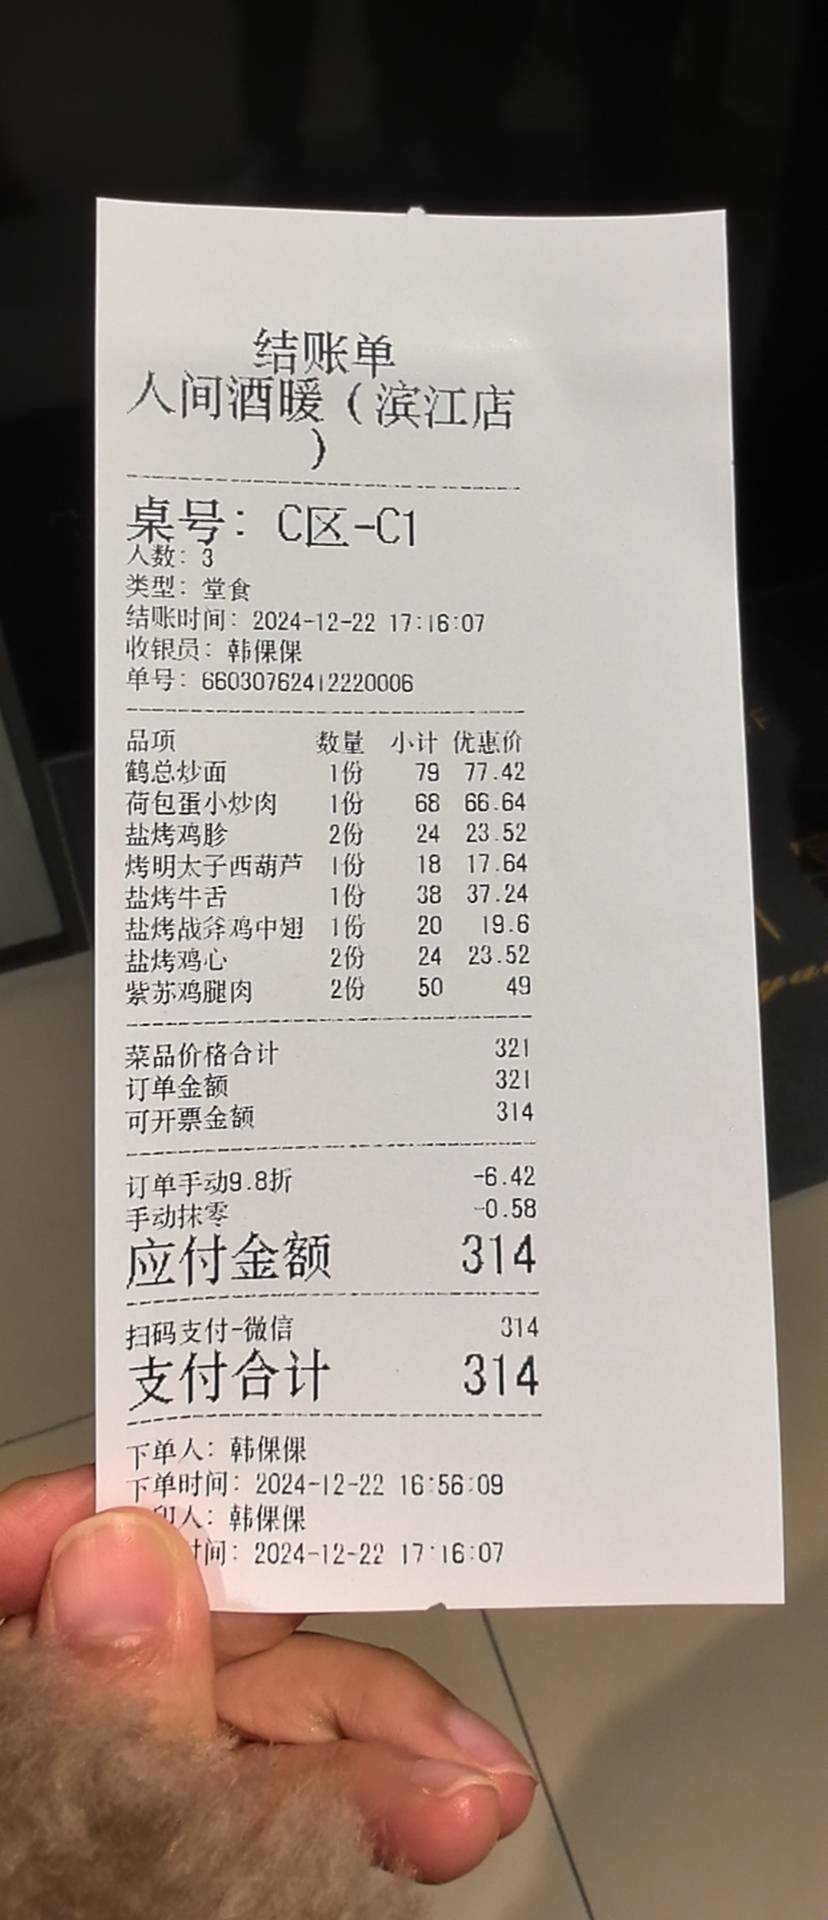 结账单
人间酒暖（滨江店
）
桌号：C区-C1
人数：3
类型：堂食
结账时间：2024-12-22 17:16:07
收银员：韩倮倮
单号：66030762412220006
品项 数量 小计 优惠价
鹤总炒面 1份 79 77.42
荷包蛋小炒肉 1份 68 66.64
盐烤鸡胗 2份 24 23.52
烤明太子西葫芦 1份 18 17.64
盐烤牛舌 1份 38 37.24
盐烤战斧鸡中翅 1份 20 19.6
盐烤鸡心 2份 24 23.52
紫苏鸡腿肉 2份 50 49
菜品价格合计 321
订单金额 321
可开票金额 314
订单手动9.8折 -6.42
手动抹零 -0.58
应付金额 314
扫码支付-微信 314
支付合计 314
下单人：韩倮倮
下单时间：2024-12-22 16:56:09
印人：韩倮倮
时间：2024-12-22 17:16:07